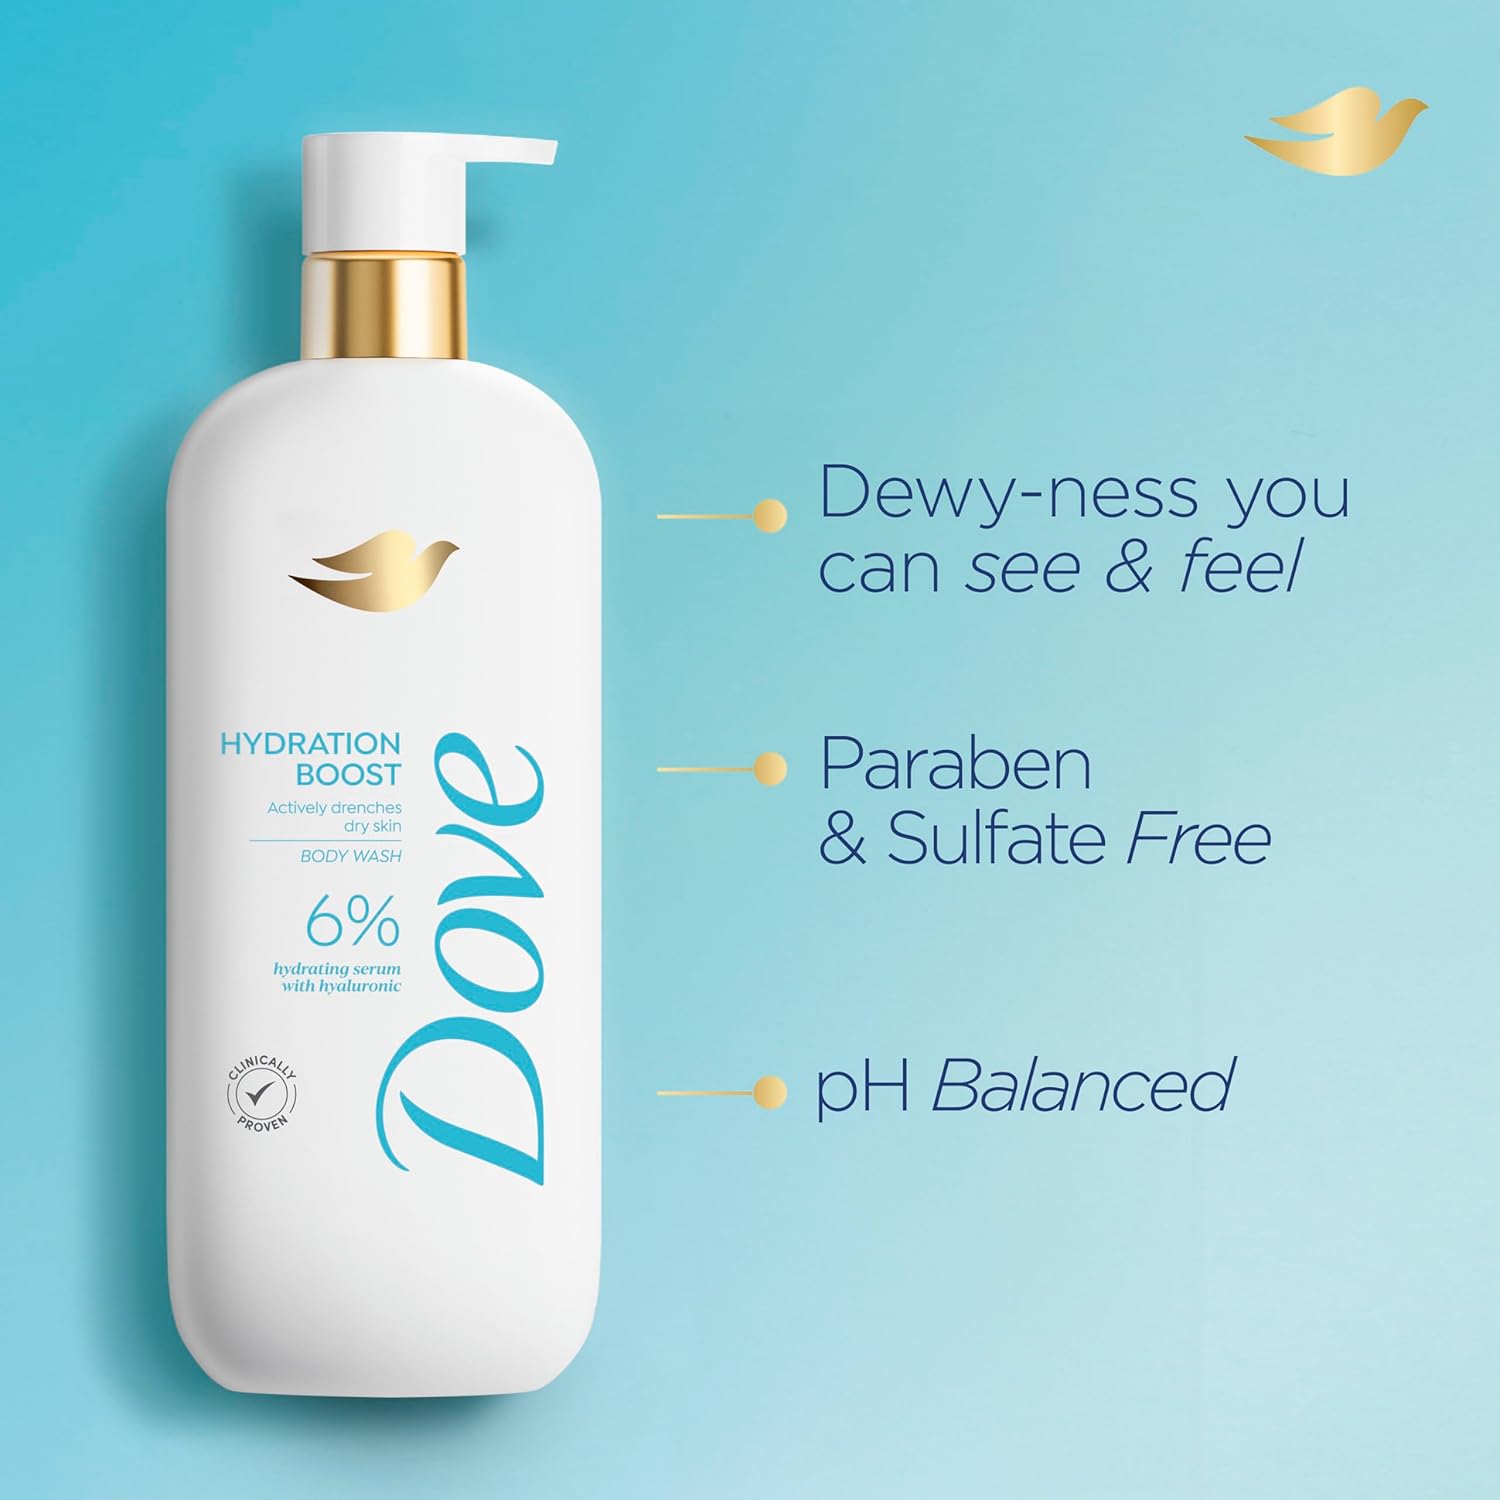 HYDRATION
BOOST
Actively drenches
dry skin
BODY WASH
6%
hydrating serum
with hyaluronic
CLINICALLY
PROVEN
Dove
Dewy-ness you
can see & feel
Paraben
& Sulfate Free
pH Balanced